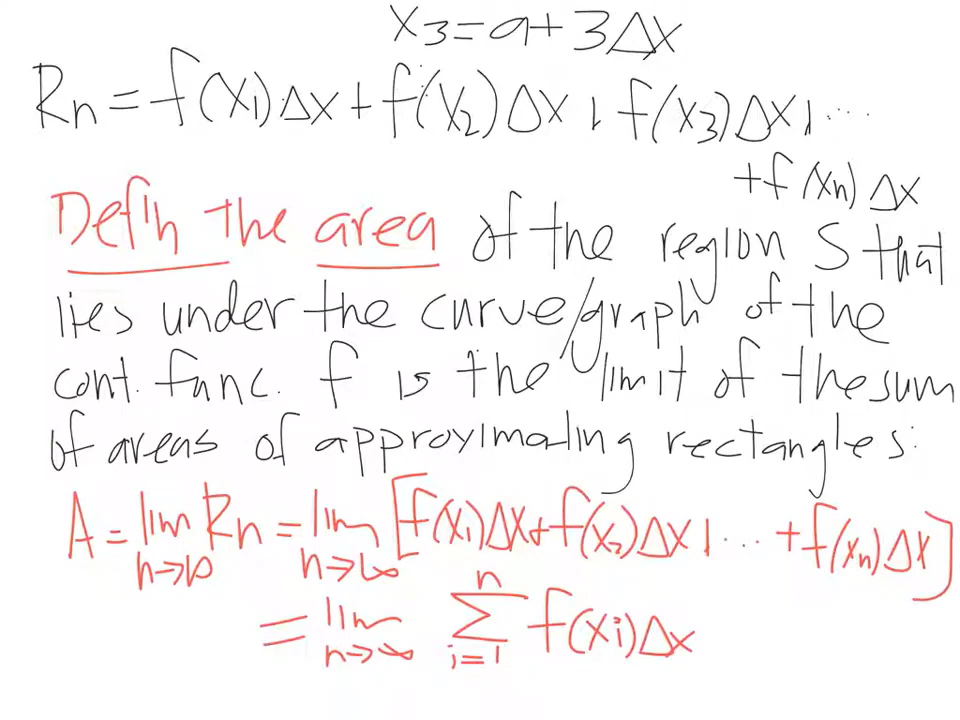 x3 = a + 3Δx
Rn = f(x1)Δx + f(x2)Δx + f(x3)Δx + ...
+ f(xn)Δx
Defin the area of the region S that
lies under the curve/graph of the
cont. func. f is the limit of the sum
of areas of approximating rectangles:
A = lim n→∞ Rn = lim n→∞ [f(x1)Δx + f(x2)Δx + ... + f(xn)Δx]
= lim n→∞ Σ i=1 n f(xi)Δx